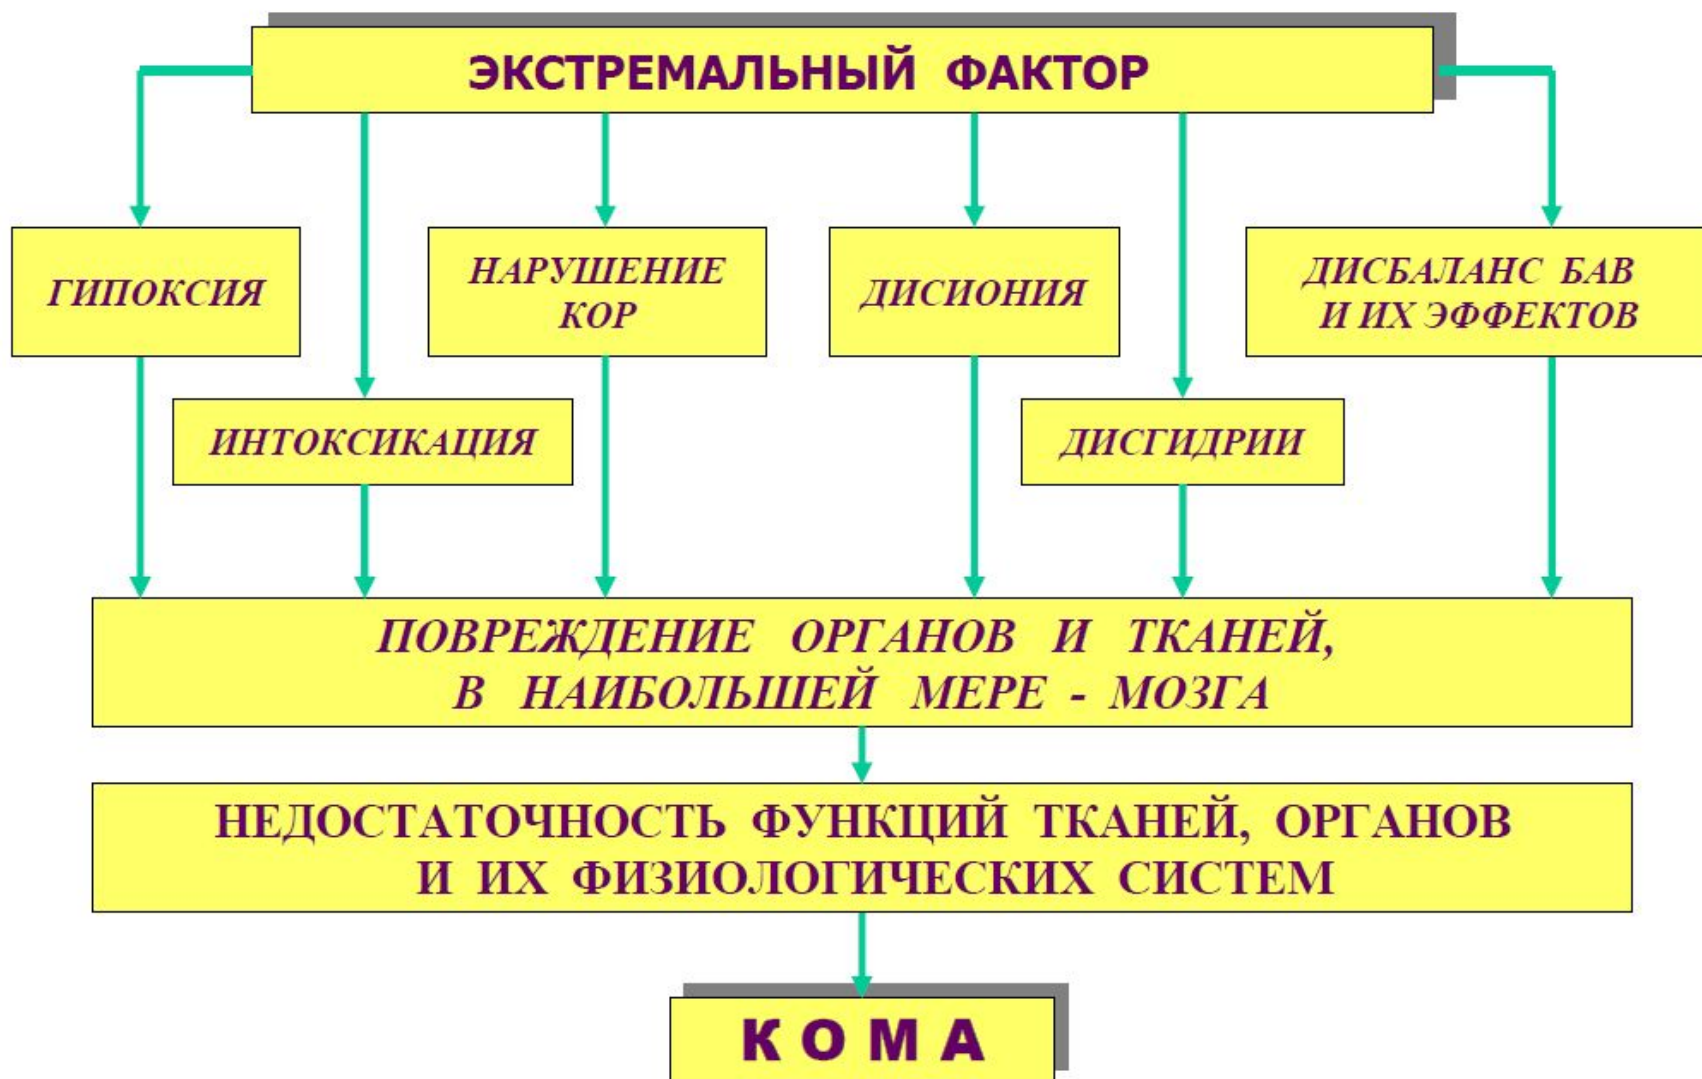 ЭКСТРЕМАЛЬНЫЙ ФАКТОР
ГИПОКСИЯ
НАРУШЕНИЕ
КОР
ДИСИОНИЯ
ДИСБАЛАНС БАВ
И ИХ ЭФФЕКТОВ
ИНТОКСИКАЦИЯ
ДИСГИДРИИ
ПОВРЕЖДЕНИЕ ОРГАНОВ И ТКАНЕЙ,
В НАИБОЛЬШЕЙ МЕРЕ - МОЗГА
НЕДОСТАТОЧНОСТЬ ФУНКЦИЙ ТКАНЕЙ, ОРГАНОВ
И ИХ ФИЗИОЛОГИЧЕСКИХ СИСТЕМ
К О М А